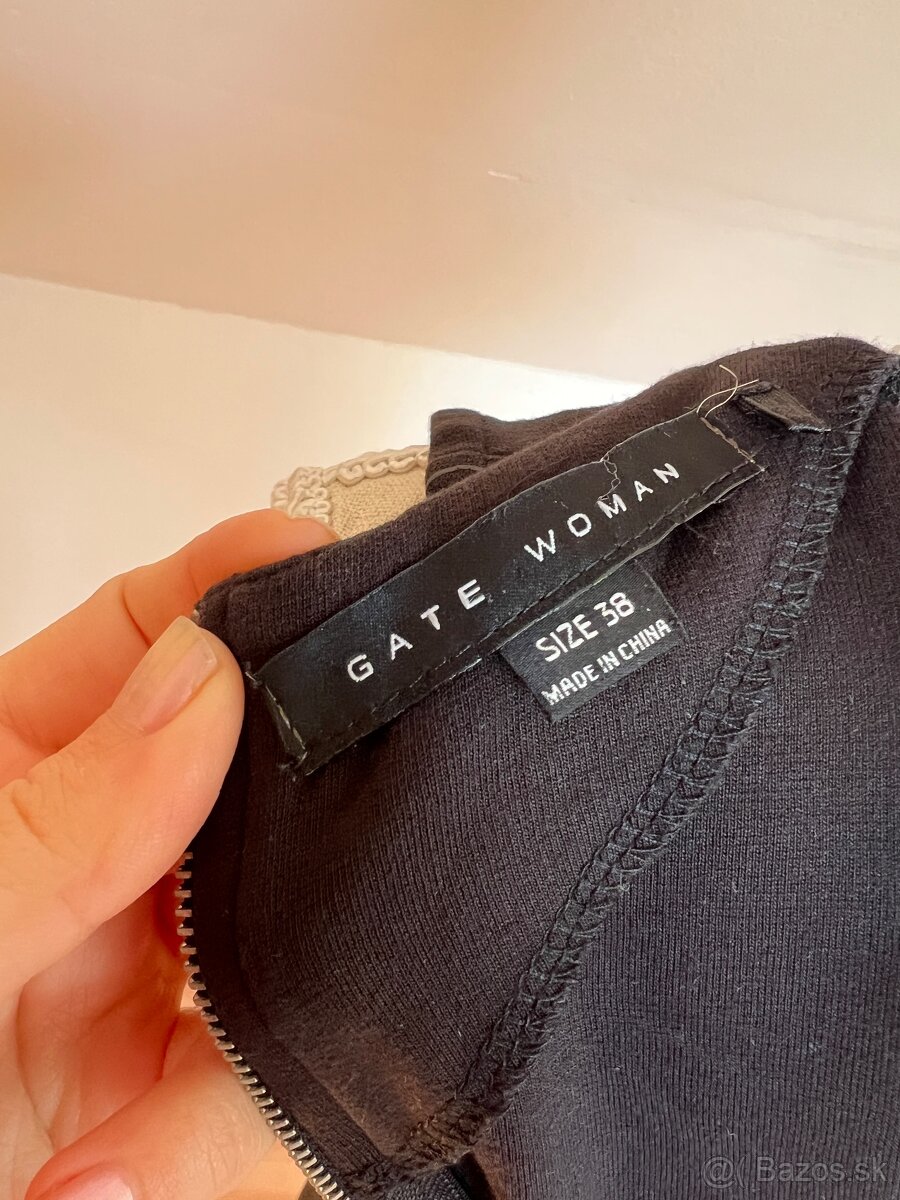 GATE WOMAN
SIZE 38
MADE IN CHINA
@ Bazos.sk